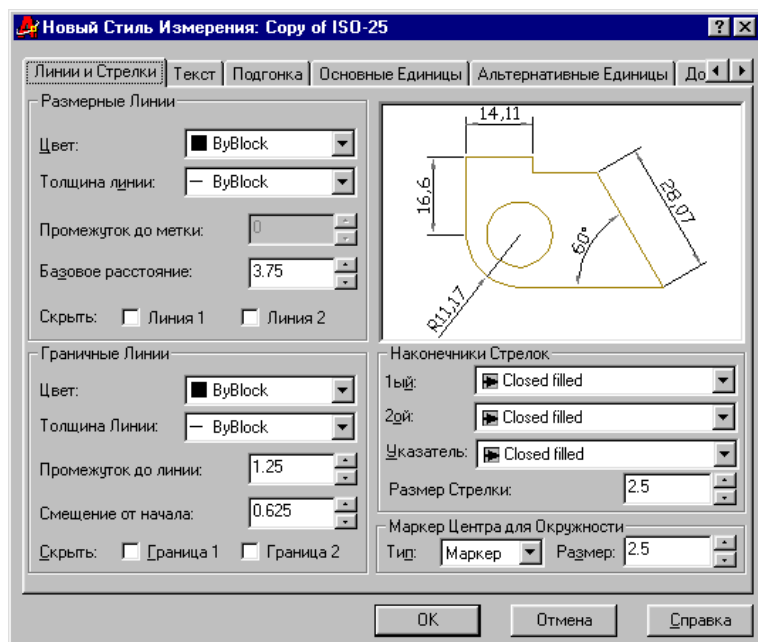 Новый Стиль Измерения: Copy of ISO-25
Линии и Стрелки
Текст
Подгонка
Основные Единицы
Альтернативные Единицы
До
Размерные Линии
Цвет:
ByBlock
Толщина линии:
ByBlock
Промежуток до метки:
0
Базовое расстояние:
3.75
Скрыть:
Линия 1
Линия 2
14,11
16,6
28,07
60°
R11,17
Граничные Линии
Цвет:
ByBlock
Толщина Линии:
ByBlock
Промежуток до линии:
1.25
Смещение от начала:
0.625
Скрыть:
Граница 1
Граница 2
Наконечники Стрелок
1ый:
Closed filled
2ой:
Closed filled
Указатель:
Closed filled
Размер Стрелки:
2.5
Маркер Центра для Окружности
Тип:
Маркер
Размер:
2.5
OK
Отмена
Справка